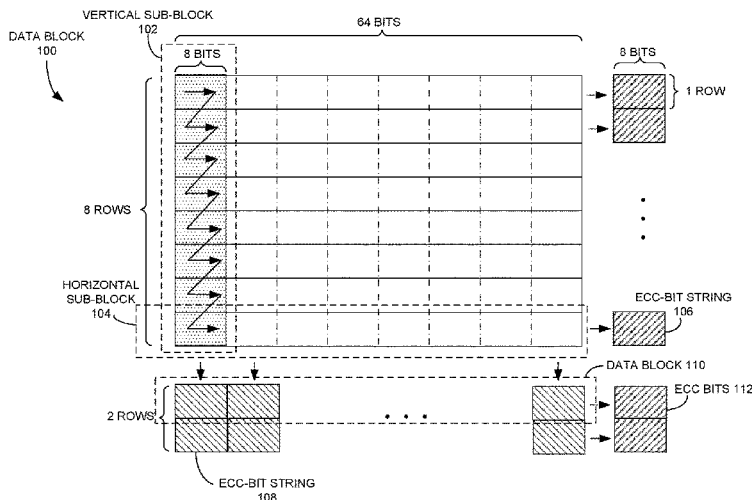 VERTICAL SUB-BLOCK
102
64 BITS
DATA BLOCK
100
8 BITS
8 BITS
1 ROW
8 ROWS
HORIZONTAL
SUB-BLOCK
104
ECC-BIT STRING
106
DATA BLOCK 110
ECC BITS 112
2 ROWS
ECC-BIT STRING
108